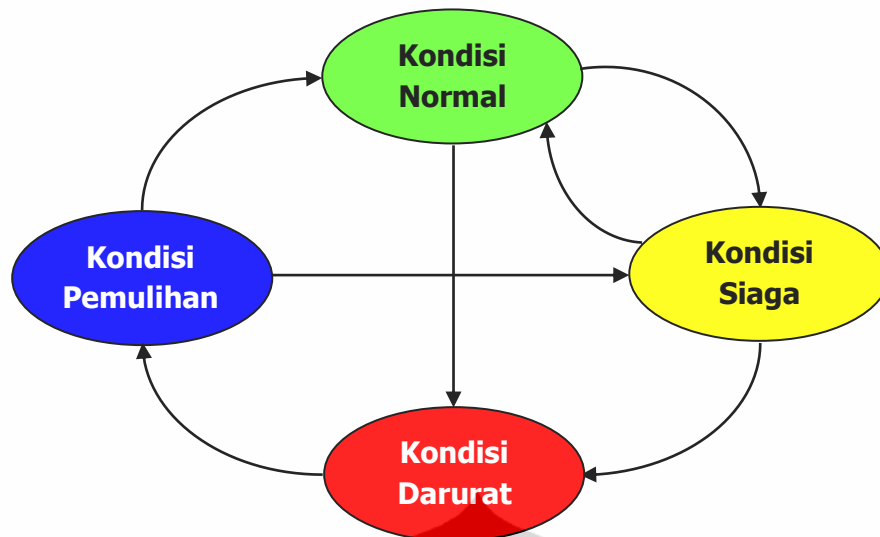 Kondisi
Normal
Kondisi
Pemulihan
Kondisi
Siaga
Kondisi
Darurat